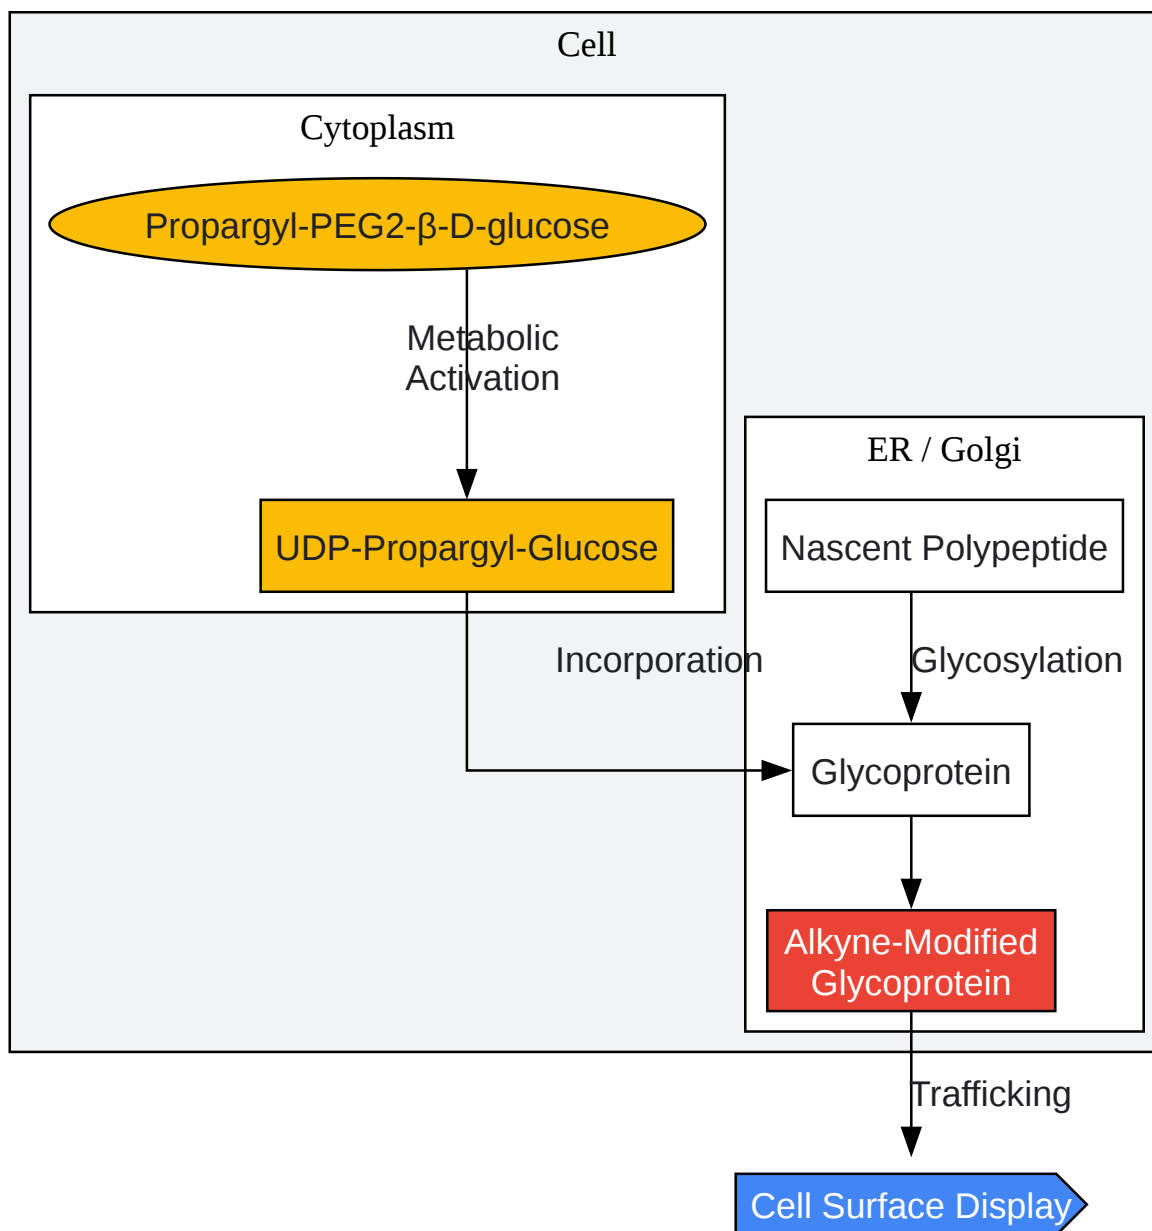 Cell
Cytoplasm
Propargyl-PEG2-β-D-glucose
Metabolic
Activation
UDP-Propargyl-Glucose
ER / Golgi
Nascent Polypeptide
Incorporation
Glycosylation
Glycoprotein
Alkyne-Modified
Glycoprotein
Trafficking
Cell Surface Display